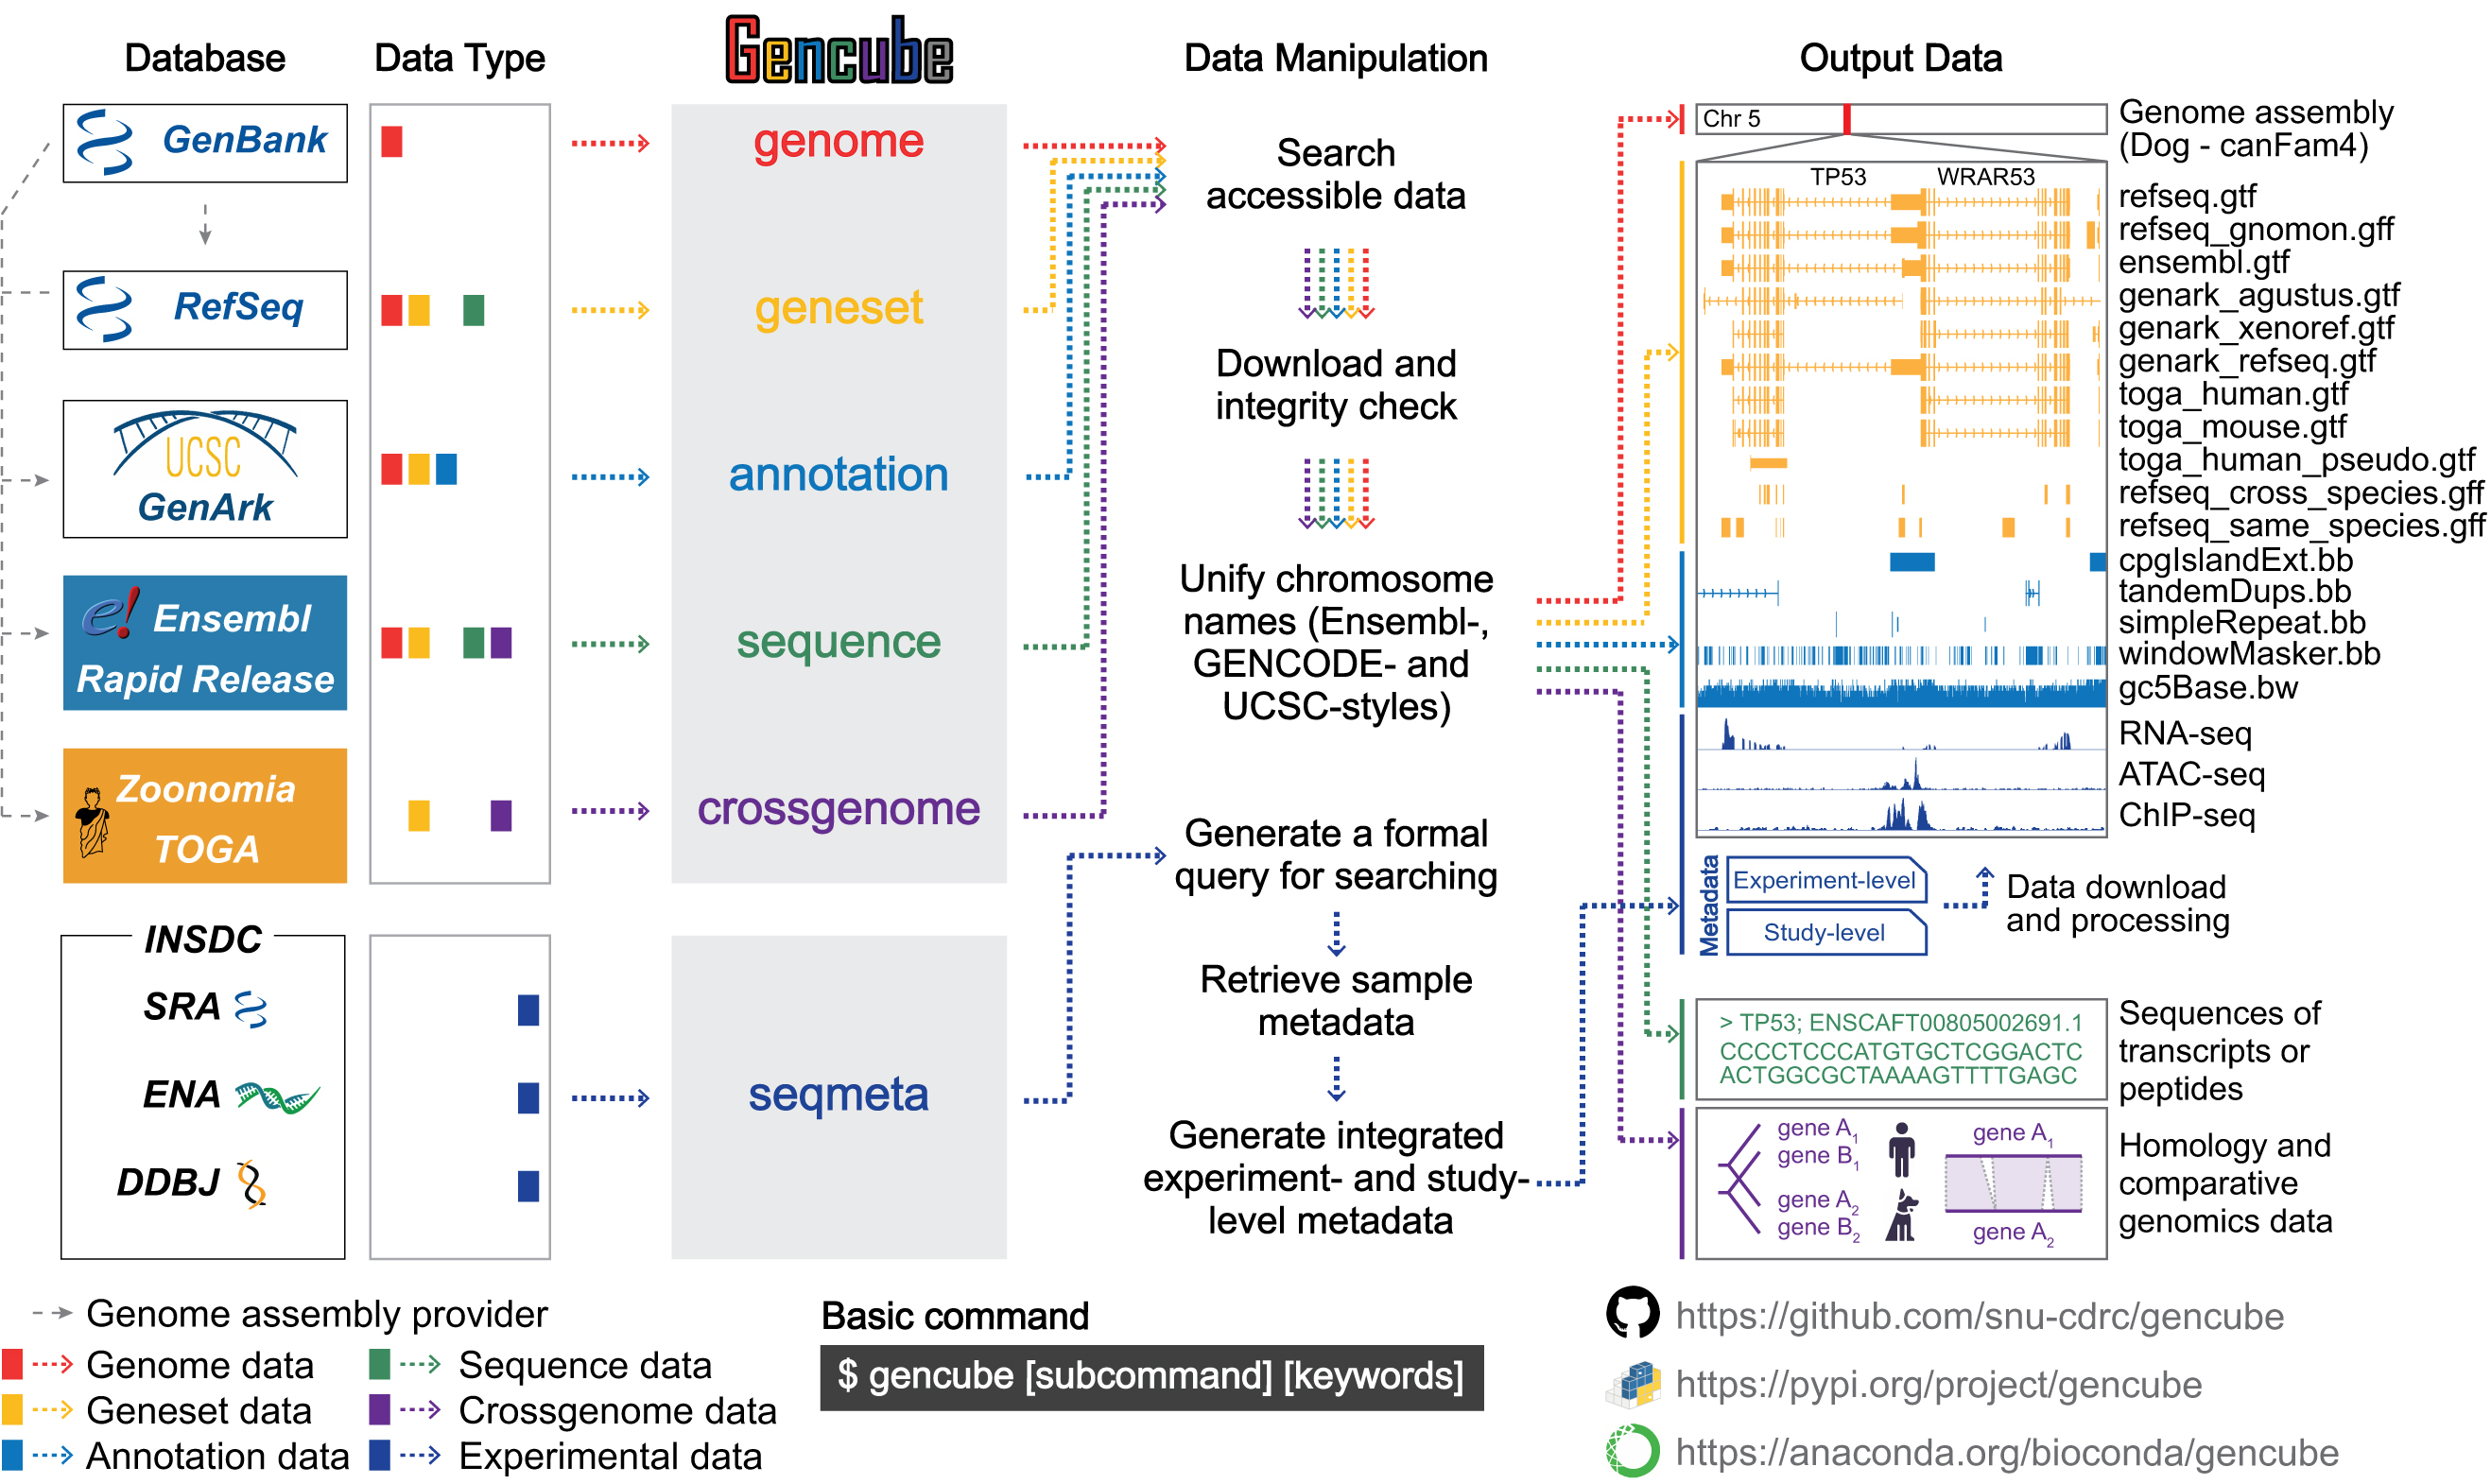 Database
Data Type
Gencube
Data Manipulation
Output Data
GenBank
RefSeq
UCSC
GenArk
e! Ensembl
Rapid Release
Zoonomia
TOGA
INSDC
SRA
ENA
DDBJ
genome
geneset
annotation
sequence
crossgenome
seqmeta
Search
accessible data
Download and
integrity check
Unify chromosome
names (Ensembl-,
GENCODE- and
UCSC-styles)
Generate a formal
query for searching
Retrieve sample
metadata
Generate integrated
experiment- and study-
level metadata
Chr 5
Genome assembly
(Dog - canFam4)
TP53 WRAR53
refseq.gtf
refseq_gnomon.gff
ensembl.gtf
genark_agustus.gtf
genark_xenoref.gtf
genark_refseq.gtf
toga_human.gtf
toga_mouse.gtf
toga_human_pseudo.gtf
refseq_cross_species.gff
refseq_same_species.gff
cpgIslandExt.bb
tandemDups.bb
simpleRepeat.bb
windowMasker.bb
gc5Base.bw
RNA-seq
ATAC-seq
ChIP-seq
Metadata
Experiment-level
Study-level
Data download
and processing
> TP53; ENSCAFT00805002691.1
CCCCTCCCATGTGCTCGGACTC
ACTGGCGCTAAAAGTTTTGAGC
Sequences of
transcripts or
peptides
gene A1
gene B1
gene A2
gene B2
gene A1
gene A2
Homology and
comparative
genomics data
Genome assembly provider
Genome data
Geneset data
Annotation data
Sequence data
Crossgenome data
Experimental data
Basic command
$ gencube [subcommand] [keywords]
https://github.com/snu-cdrc/gencube
https://pypi.org/project/gencube
https://anaconda.org/bioconda/gencube